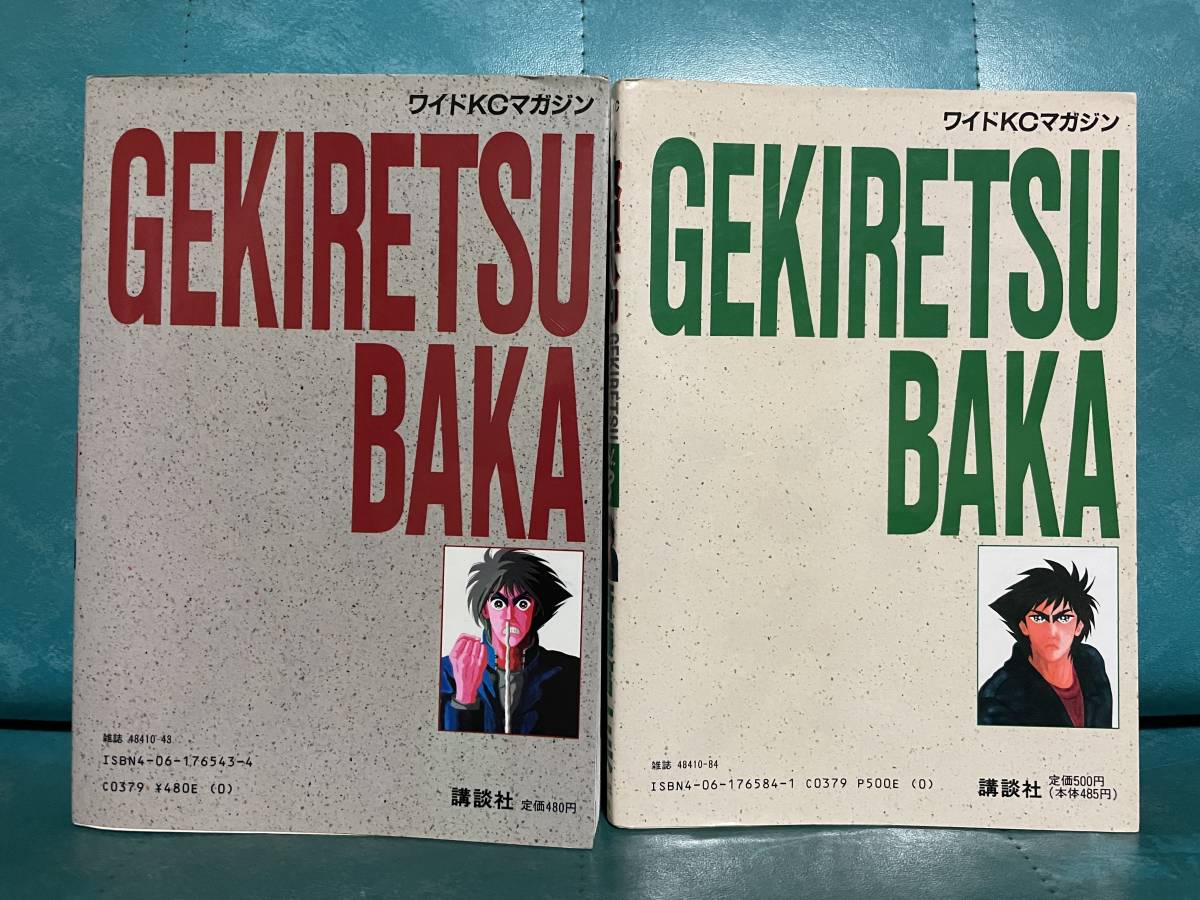 ワイドKCマガジン
GEKIRETSU
BAKA
雑誌 48410-43
ISBN4-06-176543-4
C0379 ¥480E (0)
講談社 定価480円
ワイドKCマガジン
GEKIRETSU
BAKA
雑誌 48410-84
ISBN4-06-176584-1 C0379 P500E (0)
講談社 定価500円
(本体485円)
GEKIRETSU